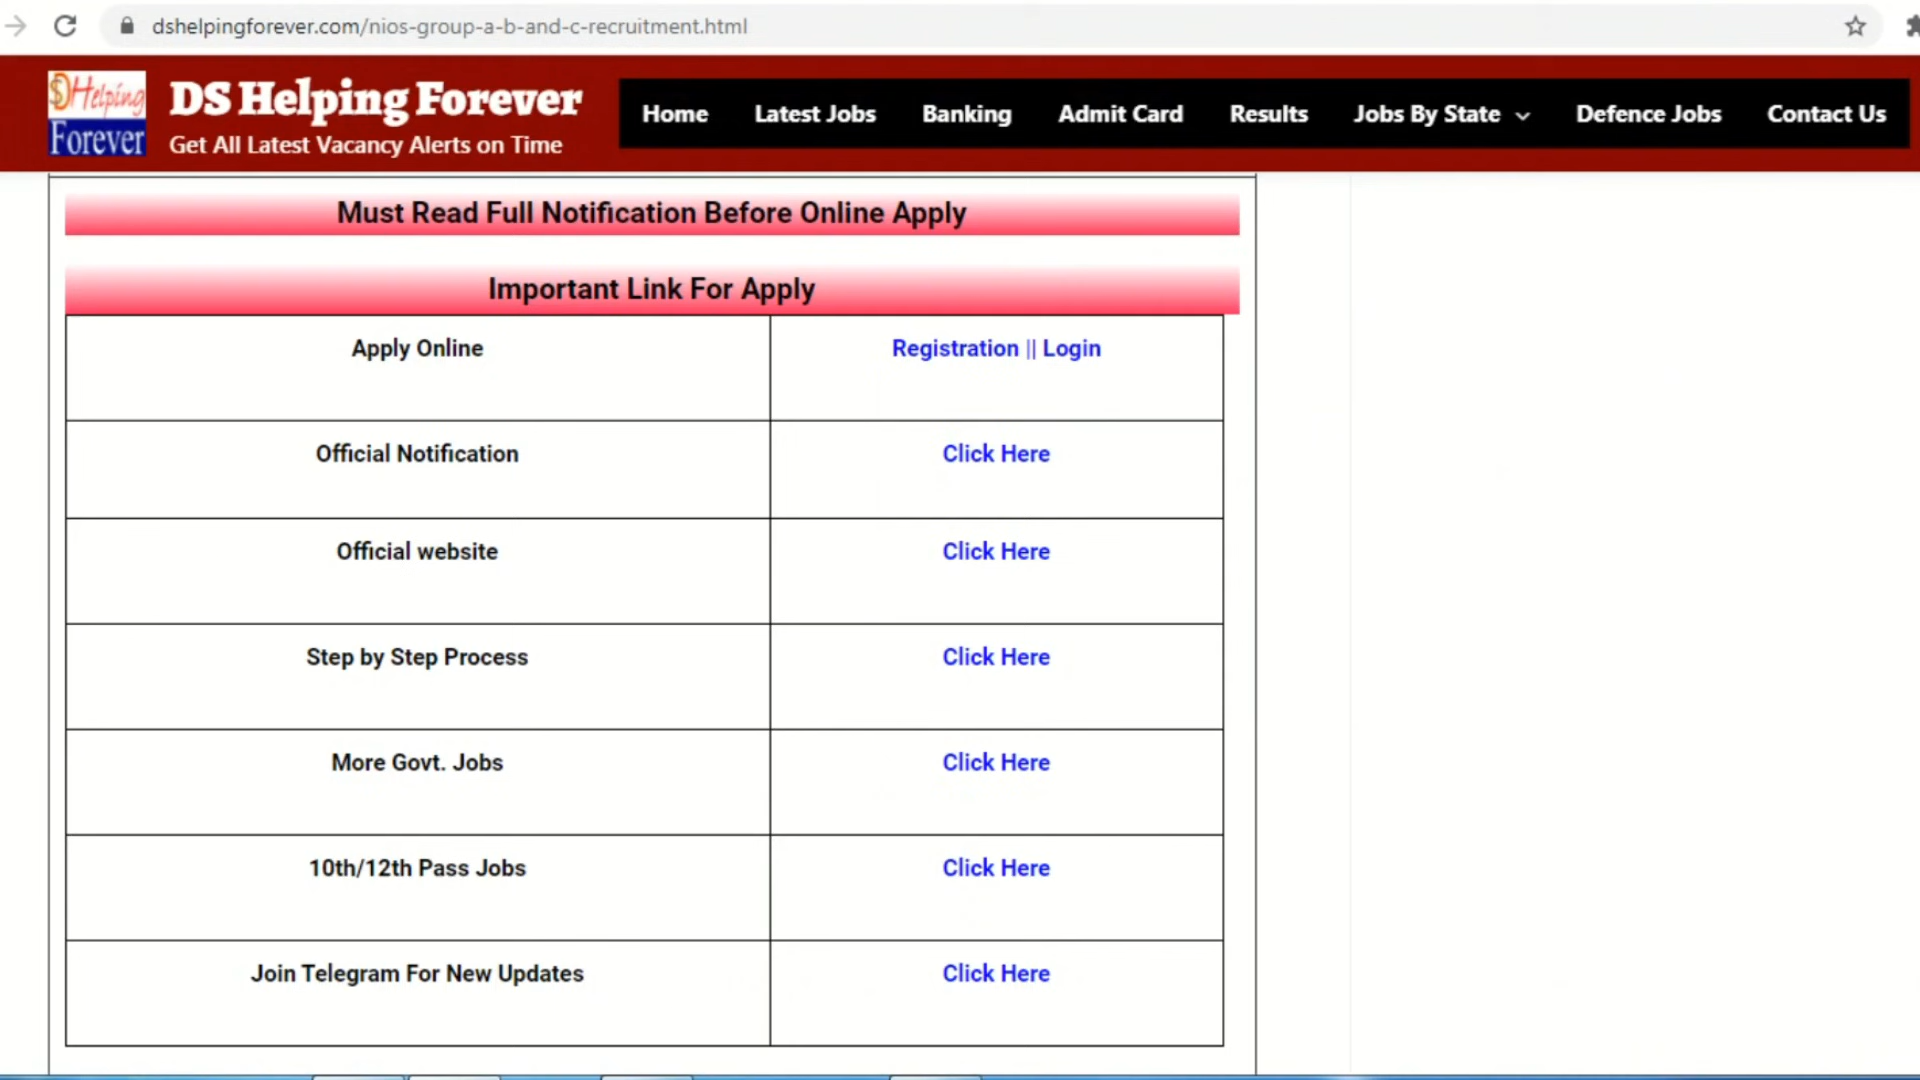 dshelpingforever.com/nios-group-a-b-and-c-recruitment.html
DHelping
Forever
DS Helping Forever
Get All Latest Vacancy Alerts on Time
Home Latest Jobs Banking Admit Card Results Jobs By State Defence Jobs Contact Us
Must Read Full Notification Before Online Apply
Important Link For Apply
Apply Online Registration || Login
Official Notification Click Here
Official website Click Here
Step by Step Process Click Here
More Govt. Jobs Click Here
10th/12th Pass Jobs Click Here
Join Telegram For New Updates Click Here